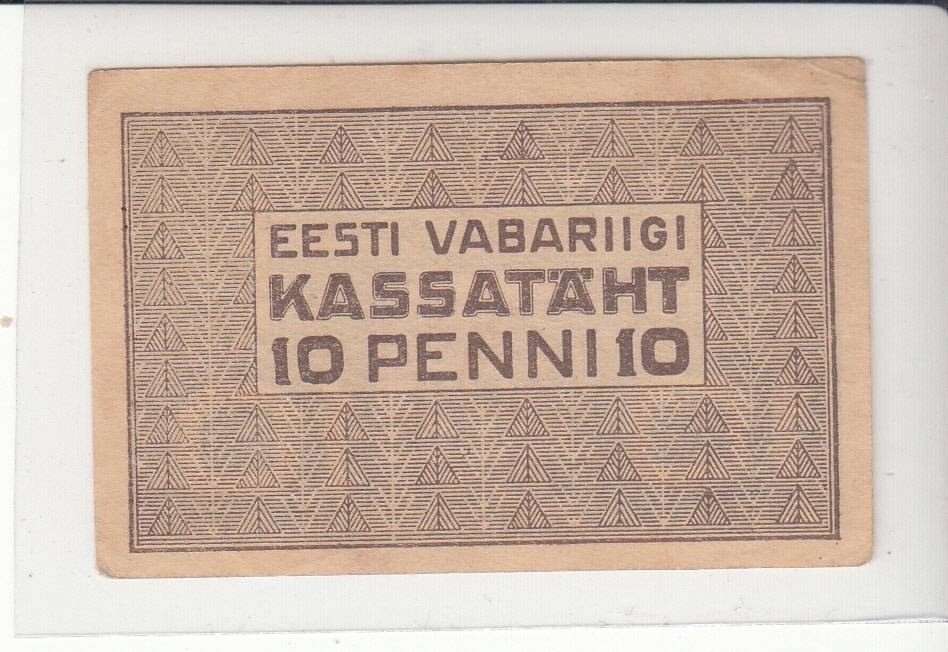 EESTI VABARIIGI
KASSATÄHT
10 PENNI 10